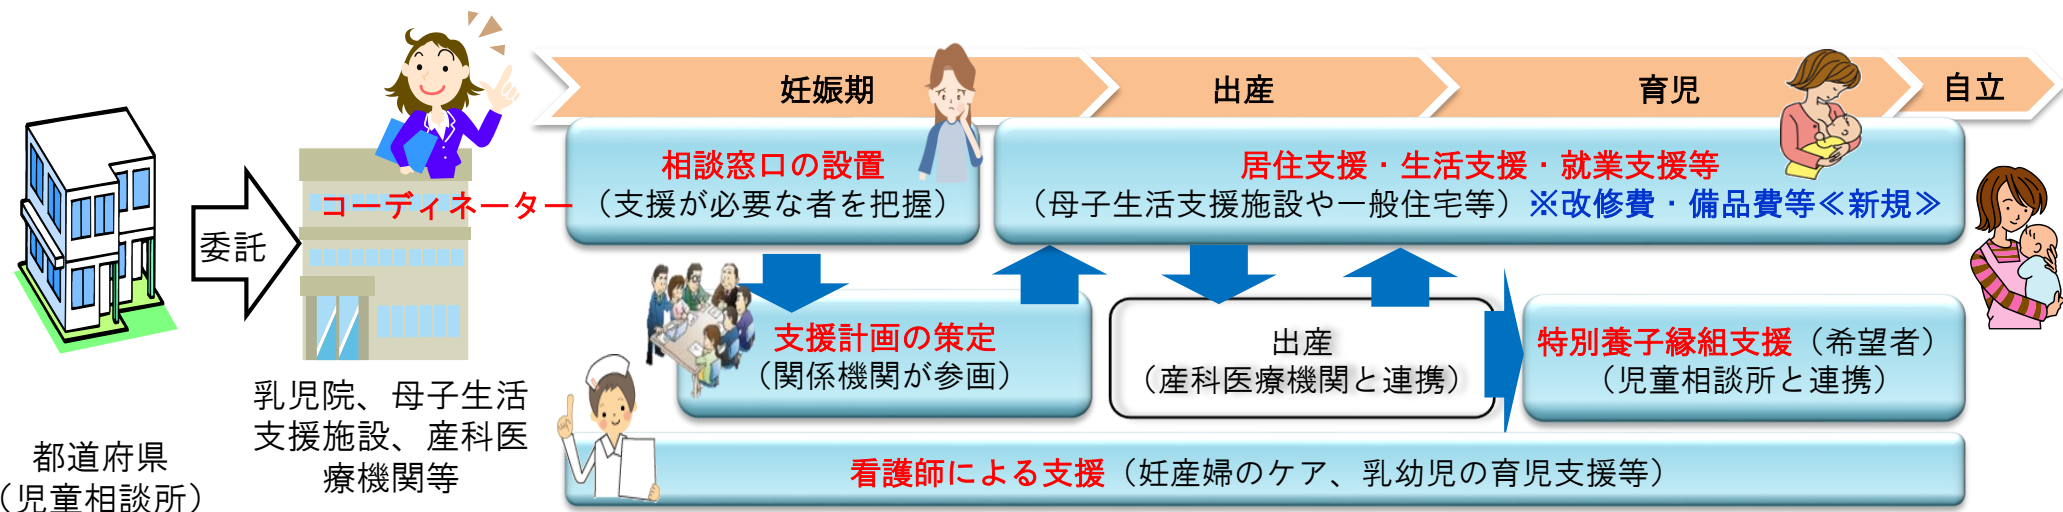 妊娠期
出産
育児
自立
相談窓口の設置
(支援が必要な者を把握)
居住支援・生活支援・就業支援等
(母子生活支援施設や一般住宅等)※改修費・備品費等≪新規≫
コーディネーター
委託
支援計画の策定
(関係機関が参画)
出産
(産科医療機関と連携)
特別養子縁組支援(希望者)
(児童相談所と連携)
乳児院、母子生活
支援施設、産科医
療機関等
都道府県
(児童相談所)
看護師による支援(妊産婦のケア、乳幼児の育児支援等)